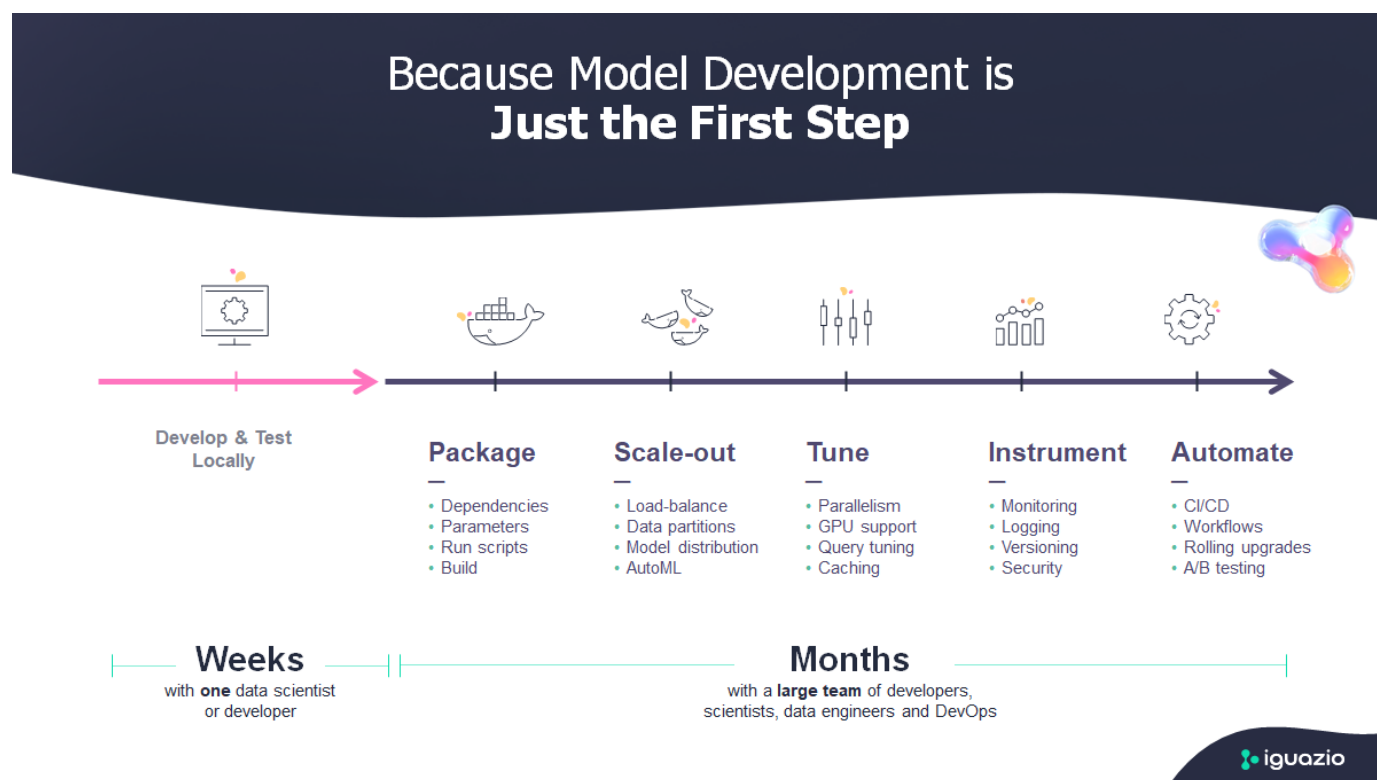 Because Model Development is
Just the First Step
Develop & Test
Locally
Package
• Dependencies
• Parameters
• Run scripts
• Build
Scale-out
• Load-balance
• Data partitions
• Model distribution
• AutoML
Tune
• Parallelism
• GPU support
• Query tuning
• Caching
Instrument
• Monitoring
• Logging
• Versioning
• Security
Automate
• CI/CD
• Workflows
• Rolling upgrades
• A/B testing
Weeks
with one data scientist
or developer
Months
with a large team of developers,
scientists, data engineers and DevOps
iguazio